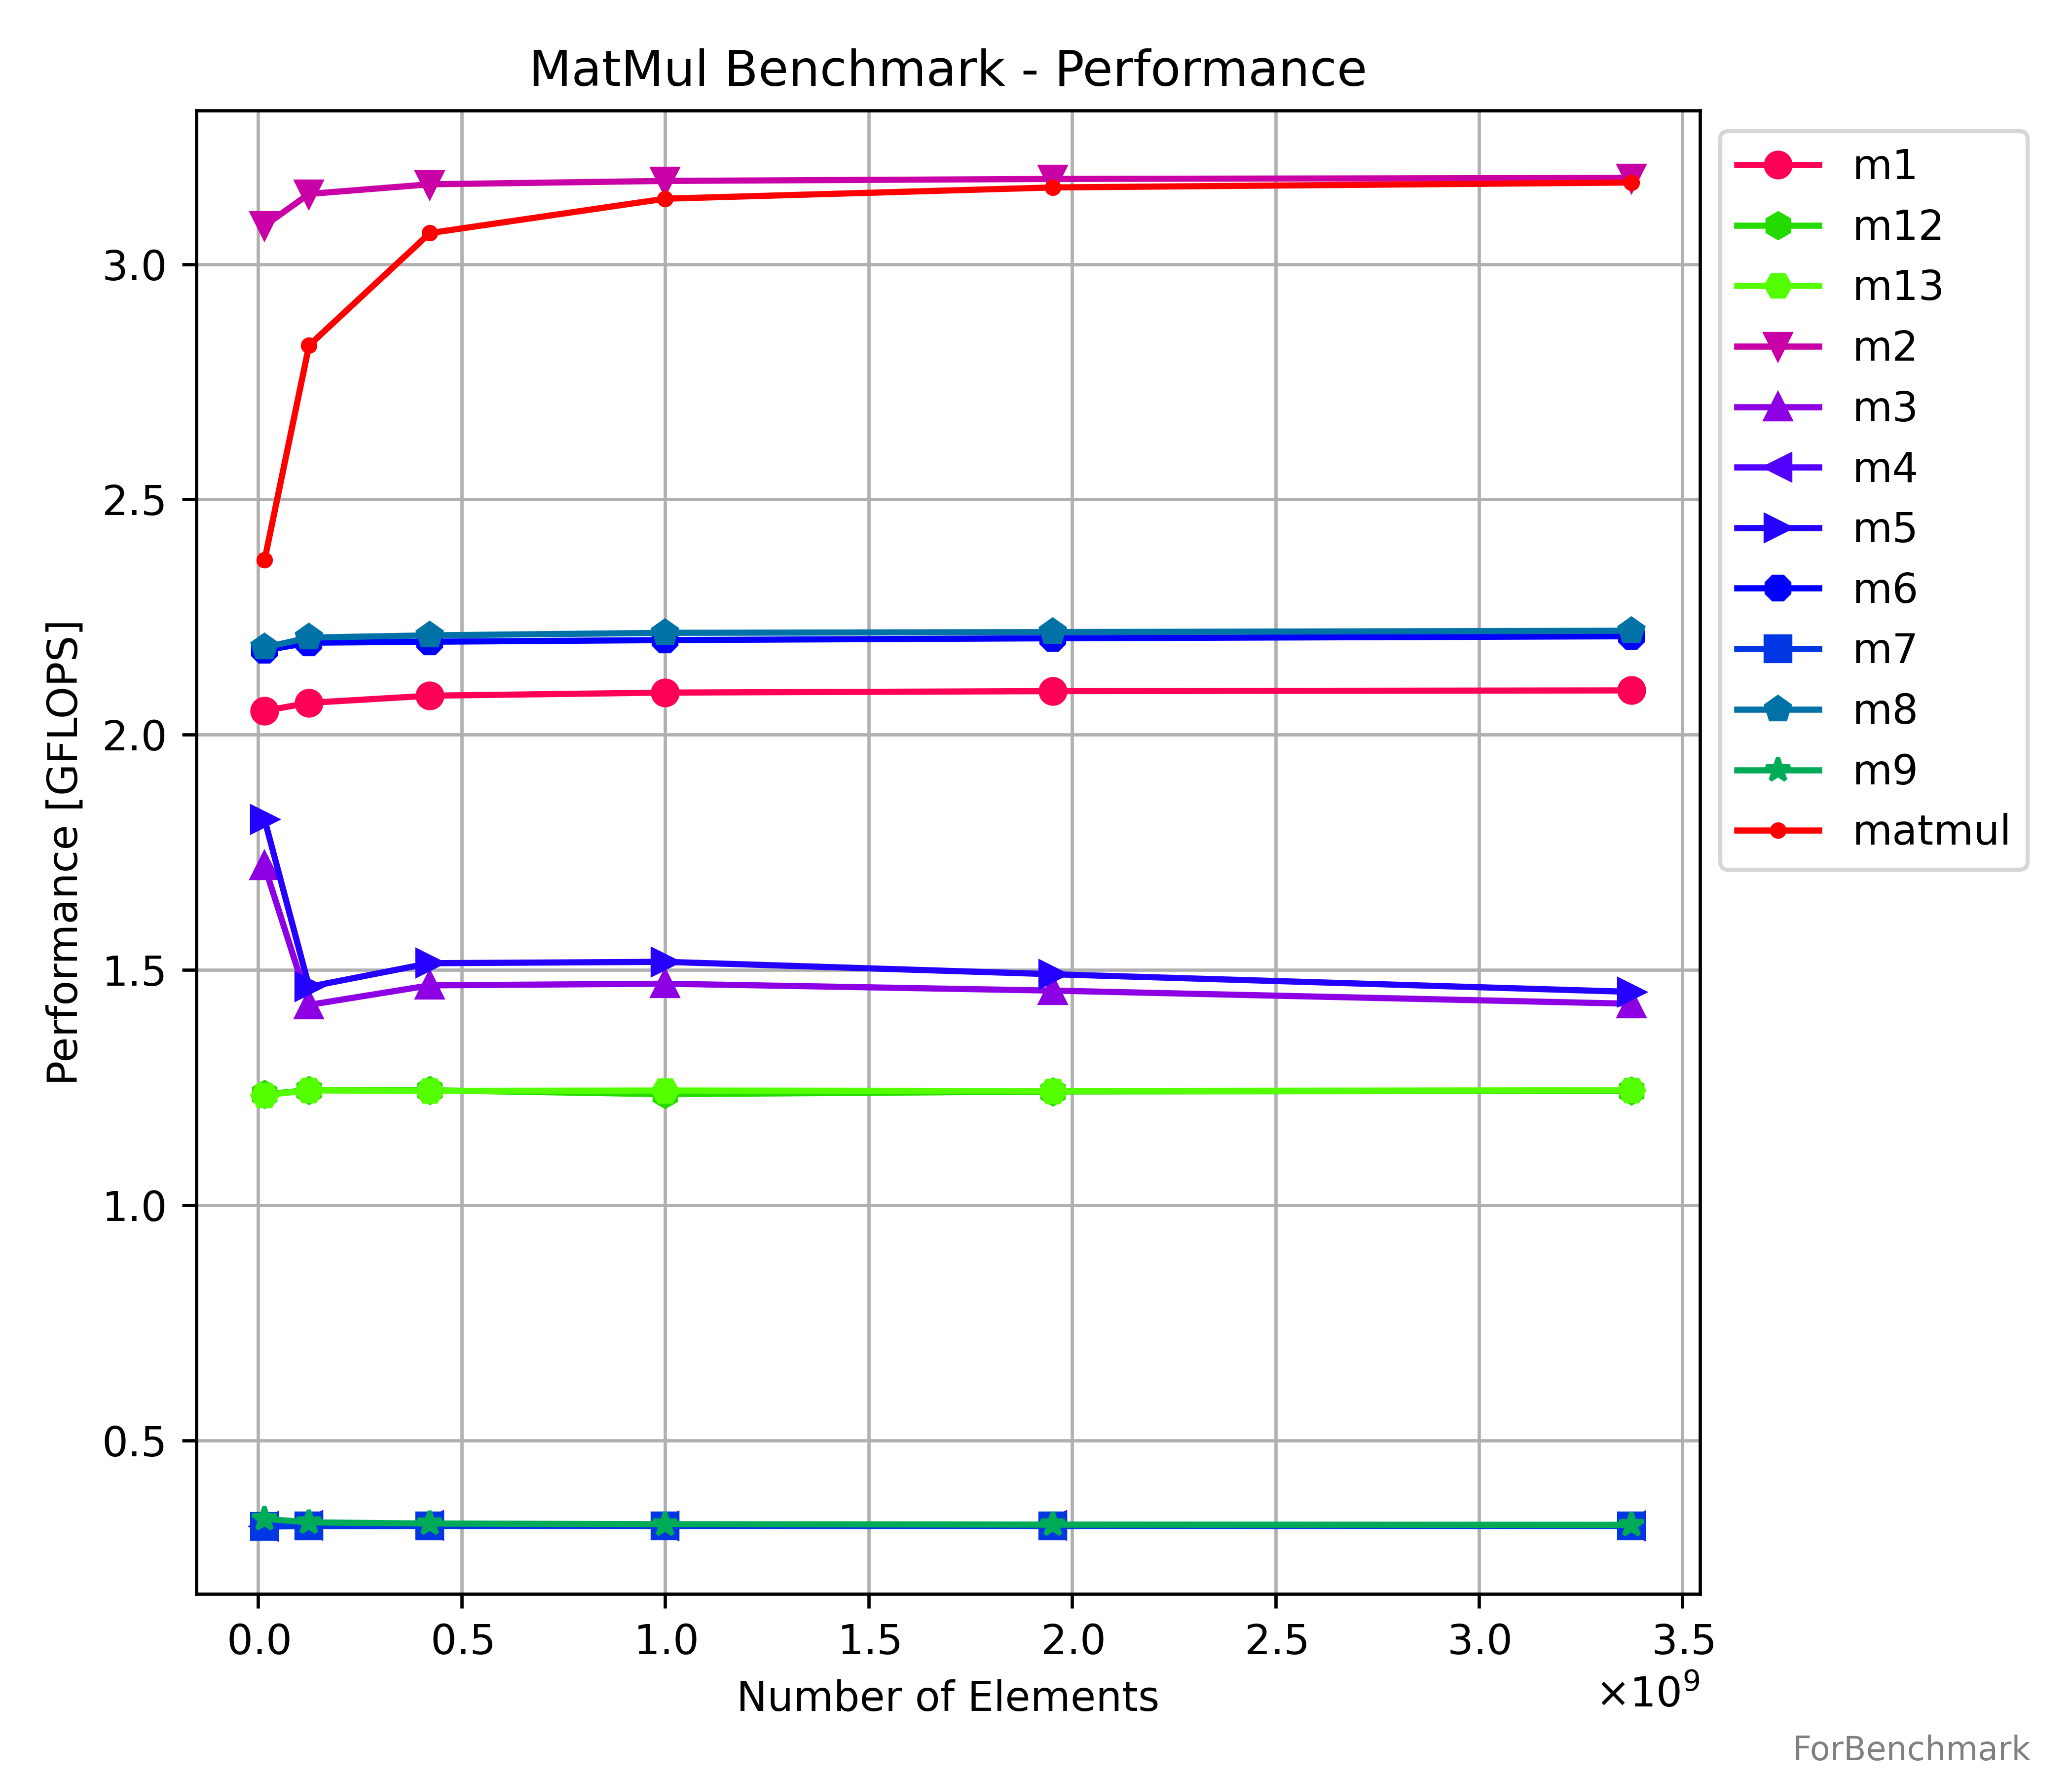 MatMul Benchmark - Performance
Performance [GFLOPS]
3.0
2.5
2.0
1.5
1.0
0.5
0.0 0.5 1.0 1.5 2.0 2.5 3.0 3.5
×10⁹
Number of Elements
m1
m12
m13
m2
m3
m4
m5
m6
m7
m8
m9
matmul
ForBenchmark